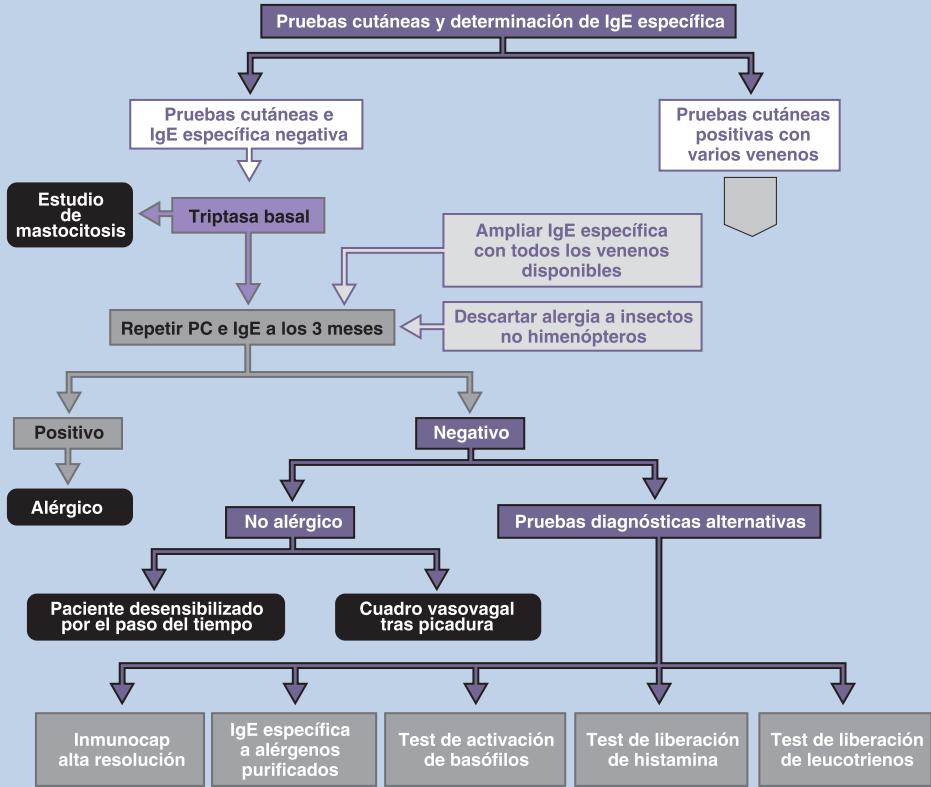 Pruebas cutáneas y determinación de IgE específica
Pruebas cutáneas e
IgE específica negativa
Pruebas cutáneas
positivas con
varios venenos
Estudio
de
mastocitosis
Triptasa basal
Ampliar IgE específica
con todos los venenos
disponibles
Repetir PC e IgE a los 3 meses
Descartar alergia a insectos
no himenópteros
Positivo
Negativo
Alérgico
No alérgico
Pruebas diagnósticas alternativas
Paciente desensibilizado
por el paso del tiempo
Cuadro vasovagal
tras picadura
Inmunocap
alta resolución
IgE específica
a alérgenos
purificados
Test de activación
de basófilos
Test de liberación
de histamina
Test de liberación
de leucotrienos